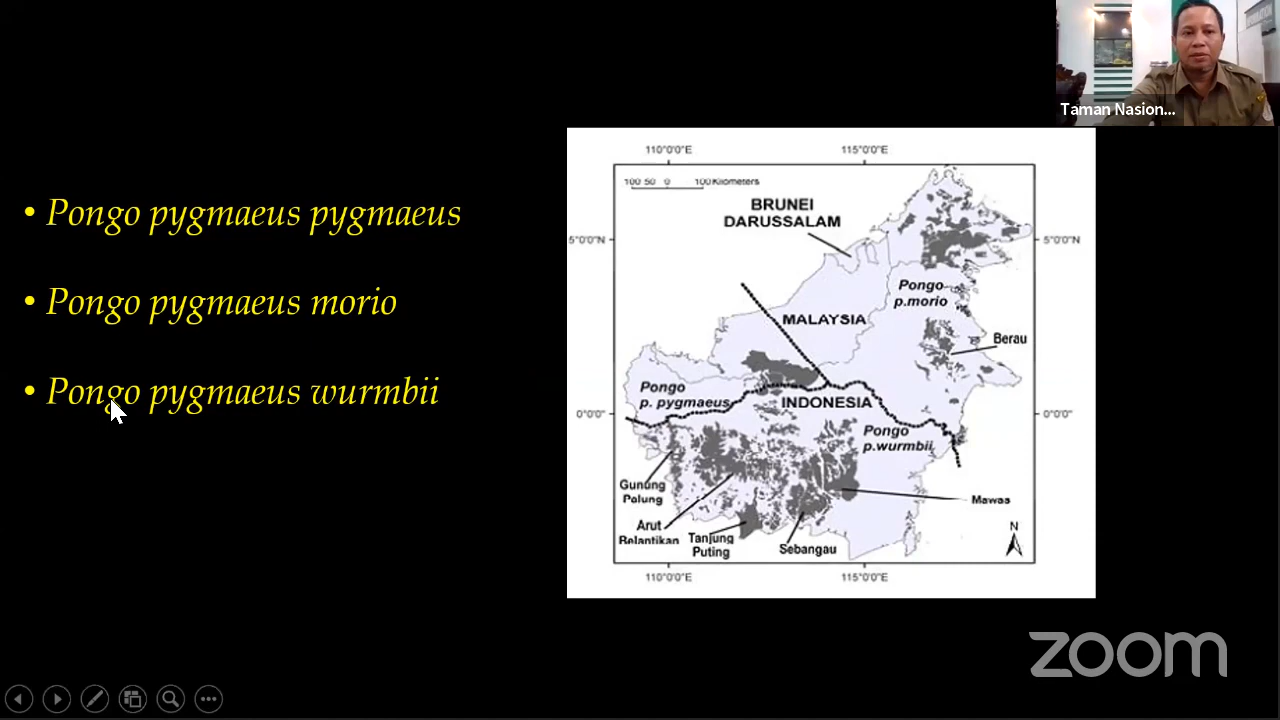 Taman Nasion...
• Pongo pygmaeus pygmaeus
• Pongo pygmaeus morio
• Pongo pygmaeus wurmbii
110°0'0"E
115°0'0"E
100 50 0 100 Kilometers
BRUNEI
DARUSSALAM
5°0'0"N
5°0'0"N
Pongo
p.morio
MALAYSIA
Berau
Pongo
p. pygmaeus
INDONESIA
0°0'0"
0°0'0"
Pongo
p.wurmbii
Gunung
Palung
Mawas
Arut
Belantikan
Tanjung
Puting
Sebangau
N
110°0'0"E
115°0'0"E
zoom